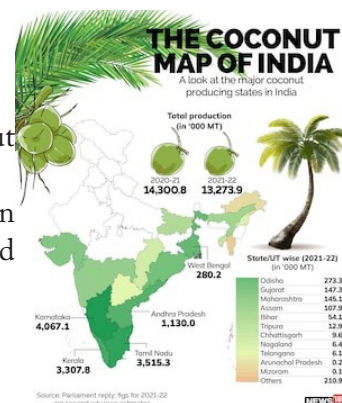 THE COCONUT
MAP OF INDIA
A look at the major coconut
producing states in India
Total production
(in '000 MT)
2020-21
14,300.8
2021-22
13,273.9
ut
n
d
West Bengal
280.2
Andhra Pradesh
1,130.0
Karnataka
4,067.1
Kerala
3,307.8
Tamil Nadu
3,515.3
State/UT wise (2021-22)
(in '000 MT)
Odisha 273.3
Gujarat 147.3
Maharashtra 145.1
Assam 107.9
Bihar 54.1
Tripura 12.9
Chhattisgarh 9.6
Nagaland 6.4
Telangana 6.1
Arunachal Pradesh 0.2
Mizoram 0.1
Others 210.9
Source: Parliament reply; figs for 2021-22
NEWS18